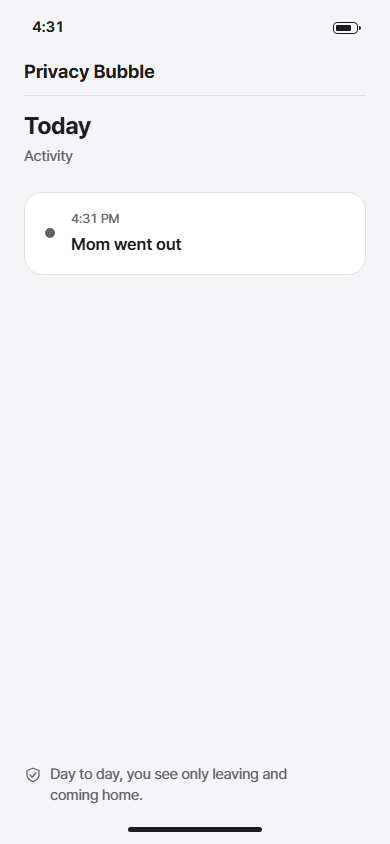 4:31
Privacy Bubble
Today
Activity
4:31 PM
Mom went out
Day to day, you see only leaving and
coming home.